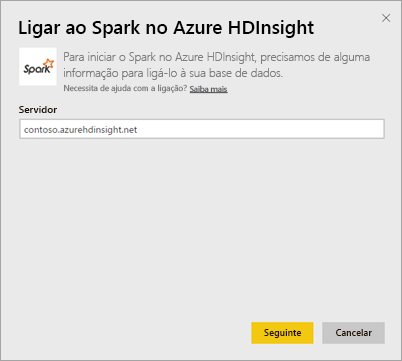 Ligar ao Spark no Azure HDInsight
Spark
Para iniciar o Spark no Azure HDInsight, precisamos de alguma
informação para ligá-lo à sua base de dados.
Necessita de ajuda com a ligação? Saiba mais
Servidor
contoso.azurehdinsight.net
Seguinte
Cancelar